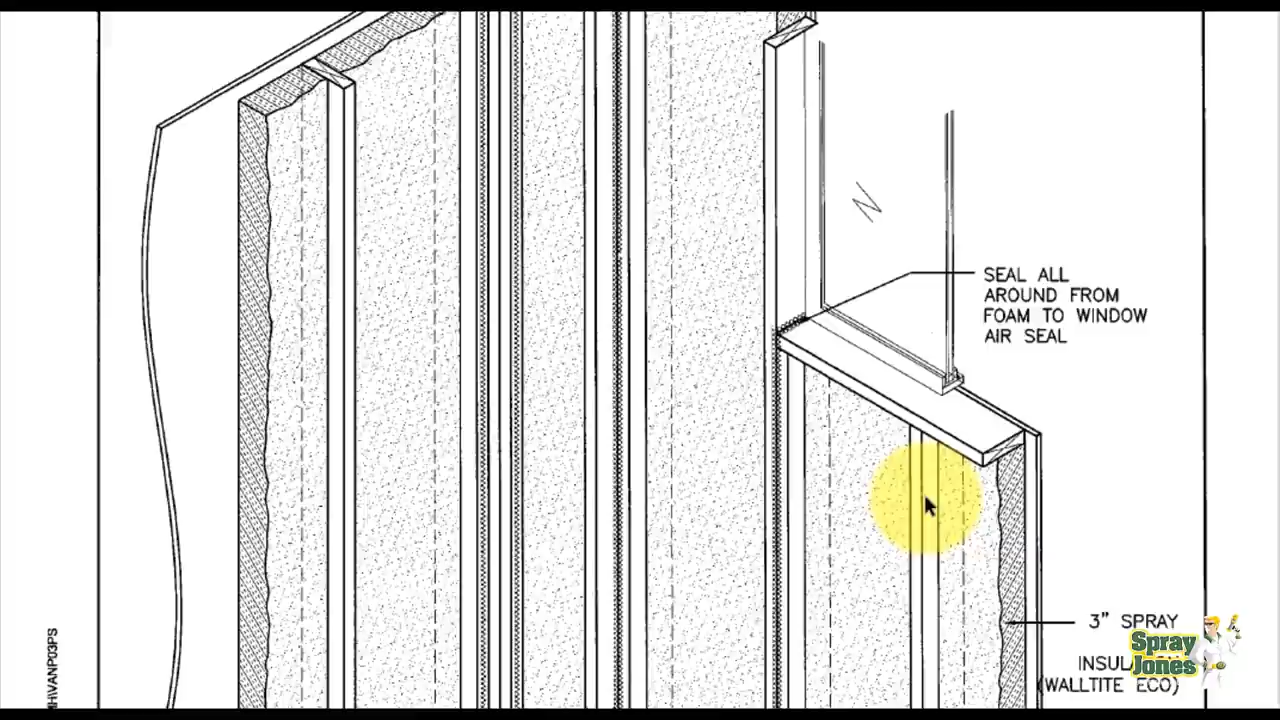 SEAL ALL
AROUND FROM
FOAM TO WINDOW
AIR SEAL
3" SPRAY
Spray
Jones
(WALLTITE ECO)